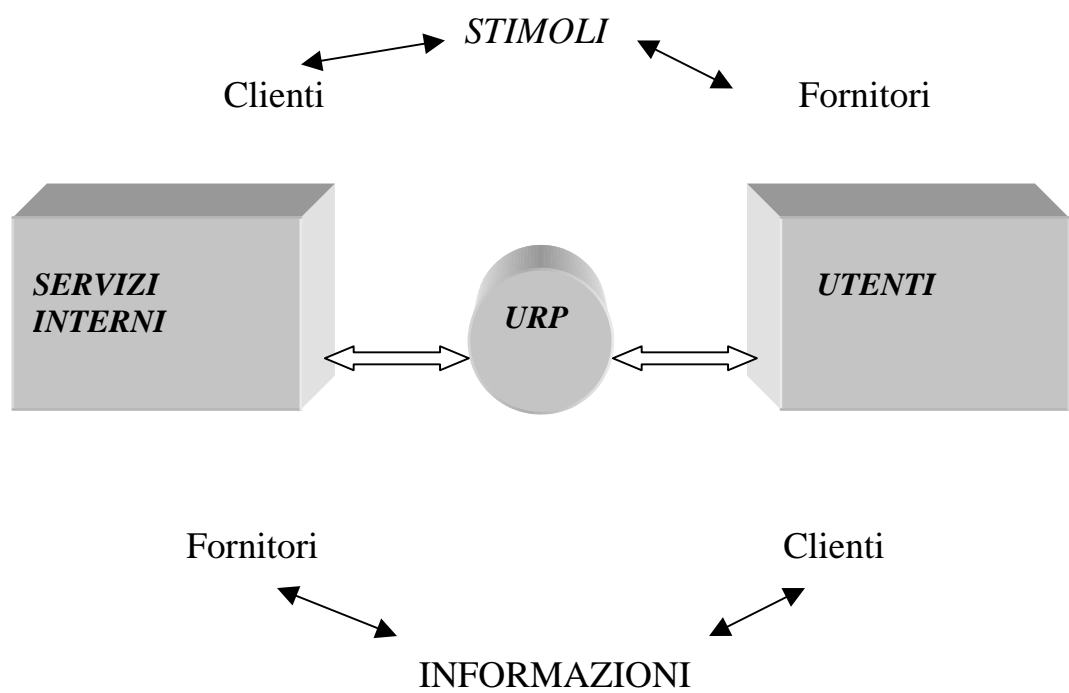 STIMOLI
Clienti
Fornitori
SERVIZI
INTERNI
URP
UTENTI
Fornitori
Clienti
INFORMAZIONI